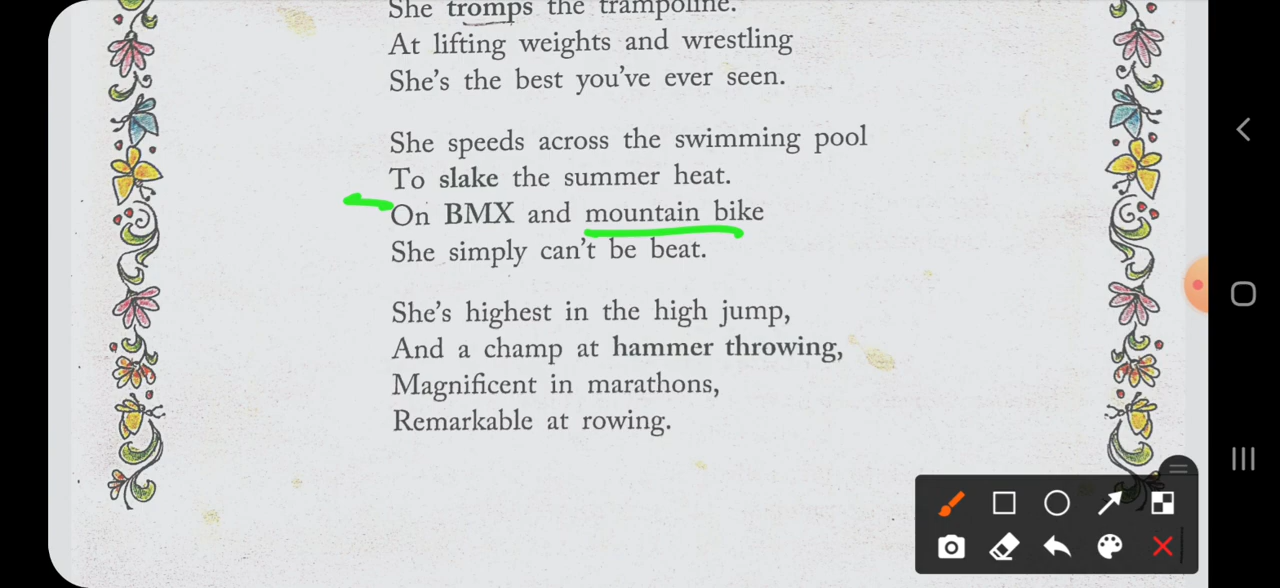 She tromps the trampoline.
At lifting weights and wrestling
She's the best you've ever seen.
She speeds across the swimming pool
To slake the summer heat.
On BMX and mountain bike
She simply can't be beat.
She's highest in the high jump,
And a champ at hammer throwing,
Magnificent in marathons,
Remarkable at rowing.